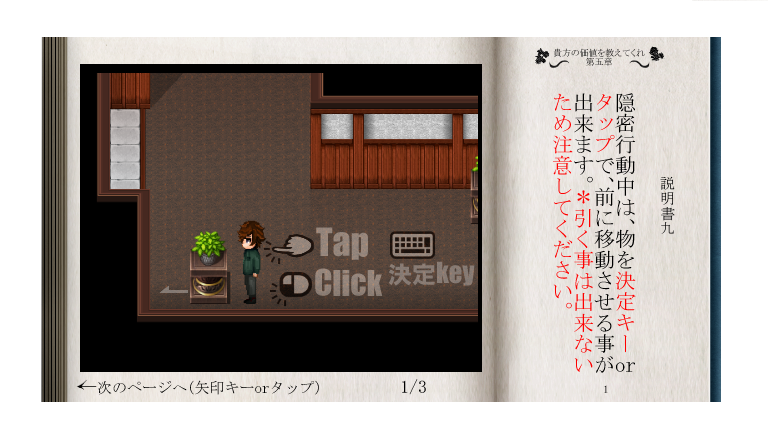 貴方の価値を教えてくれ
第五章
説明書九
隠密行動中は、物を決定キーor
タップで、前に移動させる事が
出来ます。＊引く事は出来ない
ため注意してください。
1
Tap
Click
決定key
←次のページへ(矢印キーorタップ)
1/3